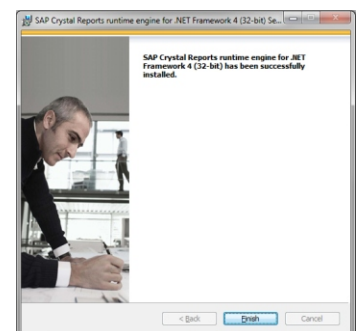 SAP Crystal Reports runtime engine for .NET Framework 4 (32-bit) Se...
SAP Crystal Reports runtime engine for .NET
Framework 4 (32-bit) has been successfully
installed.
< Back
Finish
Cancel